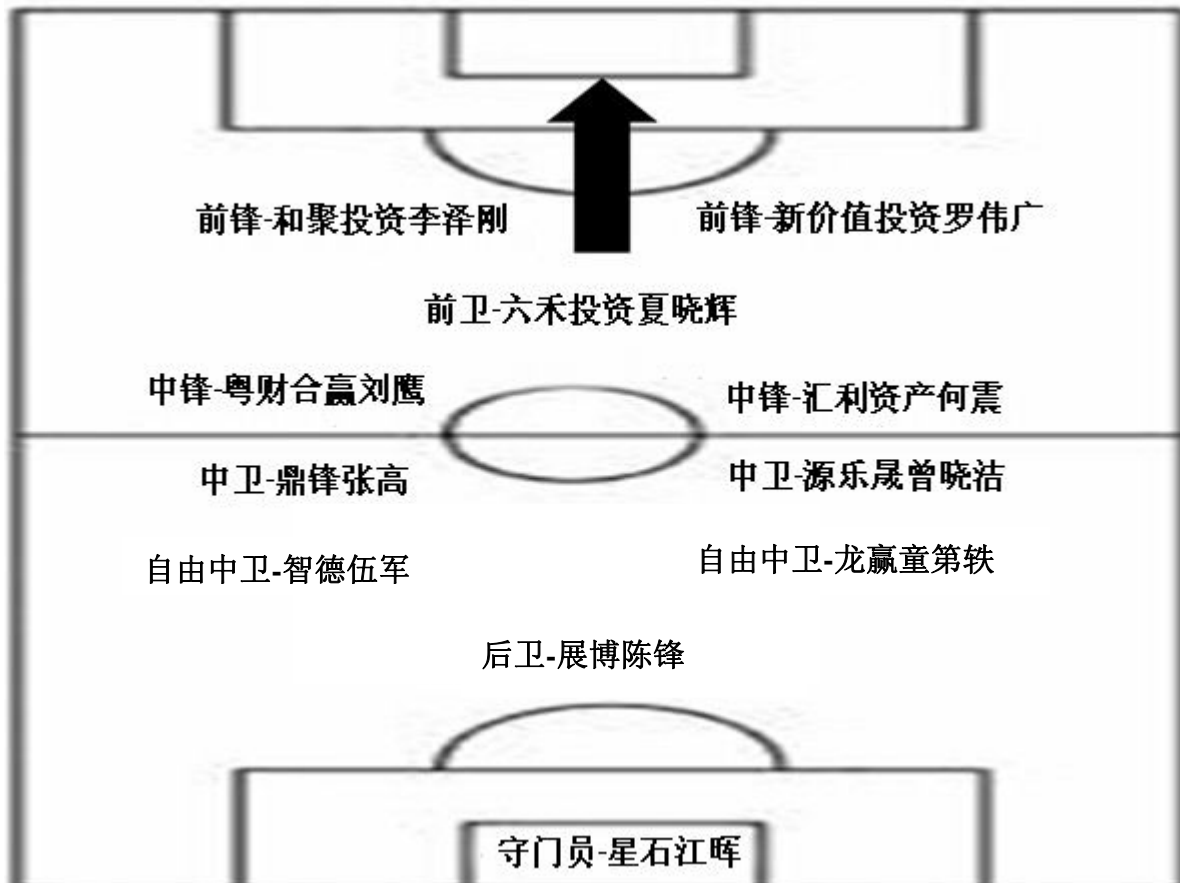 前锋-和聚投资李泽刚
前锋-新价值投资罗伟广
前卫-六禾投资夏晓辉
中锋-粤财合赢刘鹰
中锋-汇利资产何震
中卫-鼎锋张高
中卫-源乐晟曾晓洁
自由中卫-智德伍军
自由中卫-龙赢童第轶
后卫-展博陈锋
守门员-星石江晖